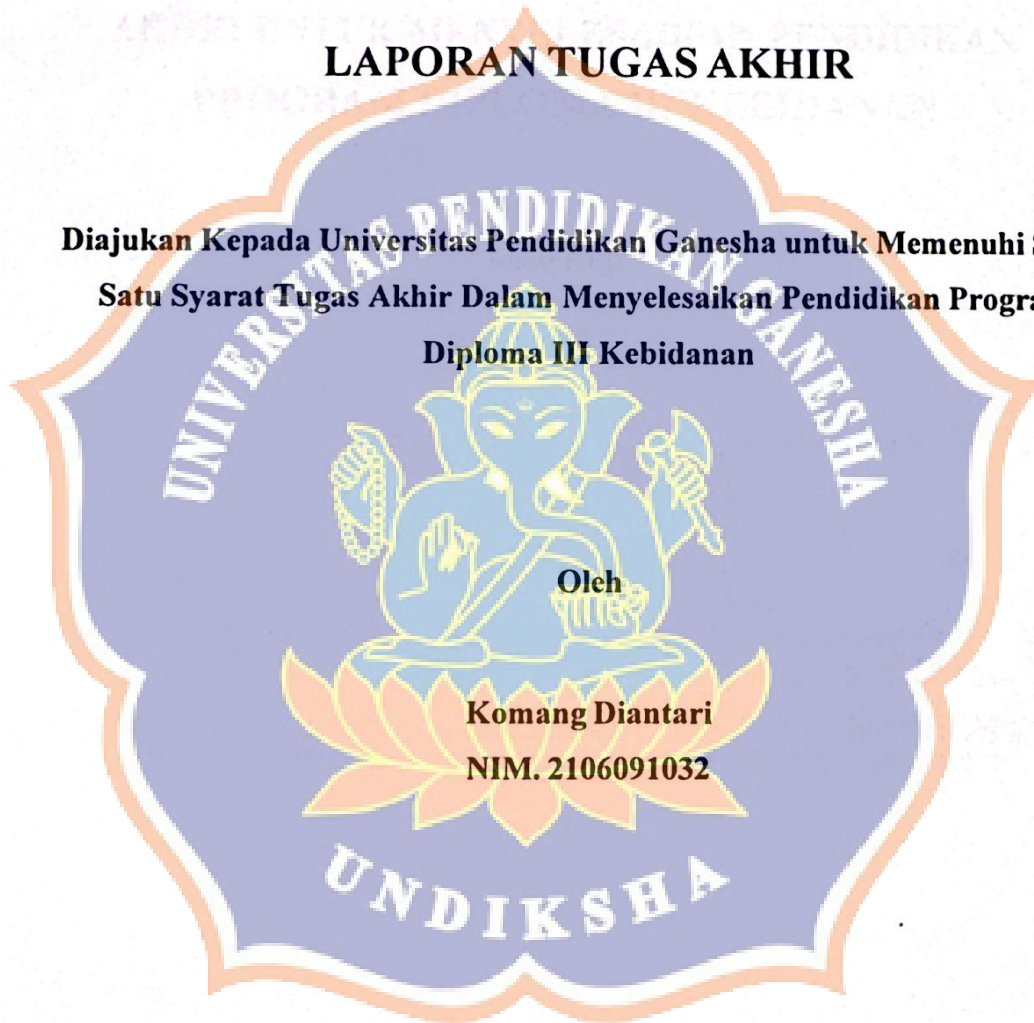 LAPORAN TUGAS AKHIR
Diajukan Kepada Universitas Pendidikan Ganesha untuk Memenuhi
Satu Syarat Tugas Akhir Dalam Menyelesaikan Pendidikan
Diploma III Kebidanan
UNIVERSITAS PENDIDIKAN GANESHA
Oleh
Komang Diantari
NIM. 2106091032
UNDIKSHA